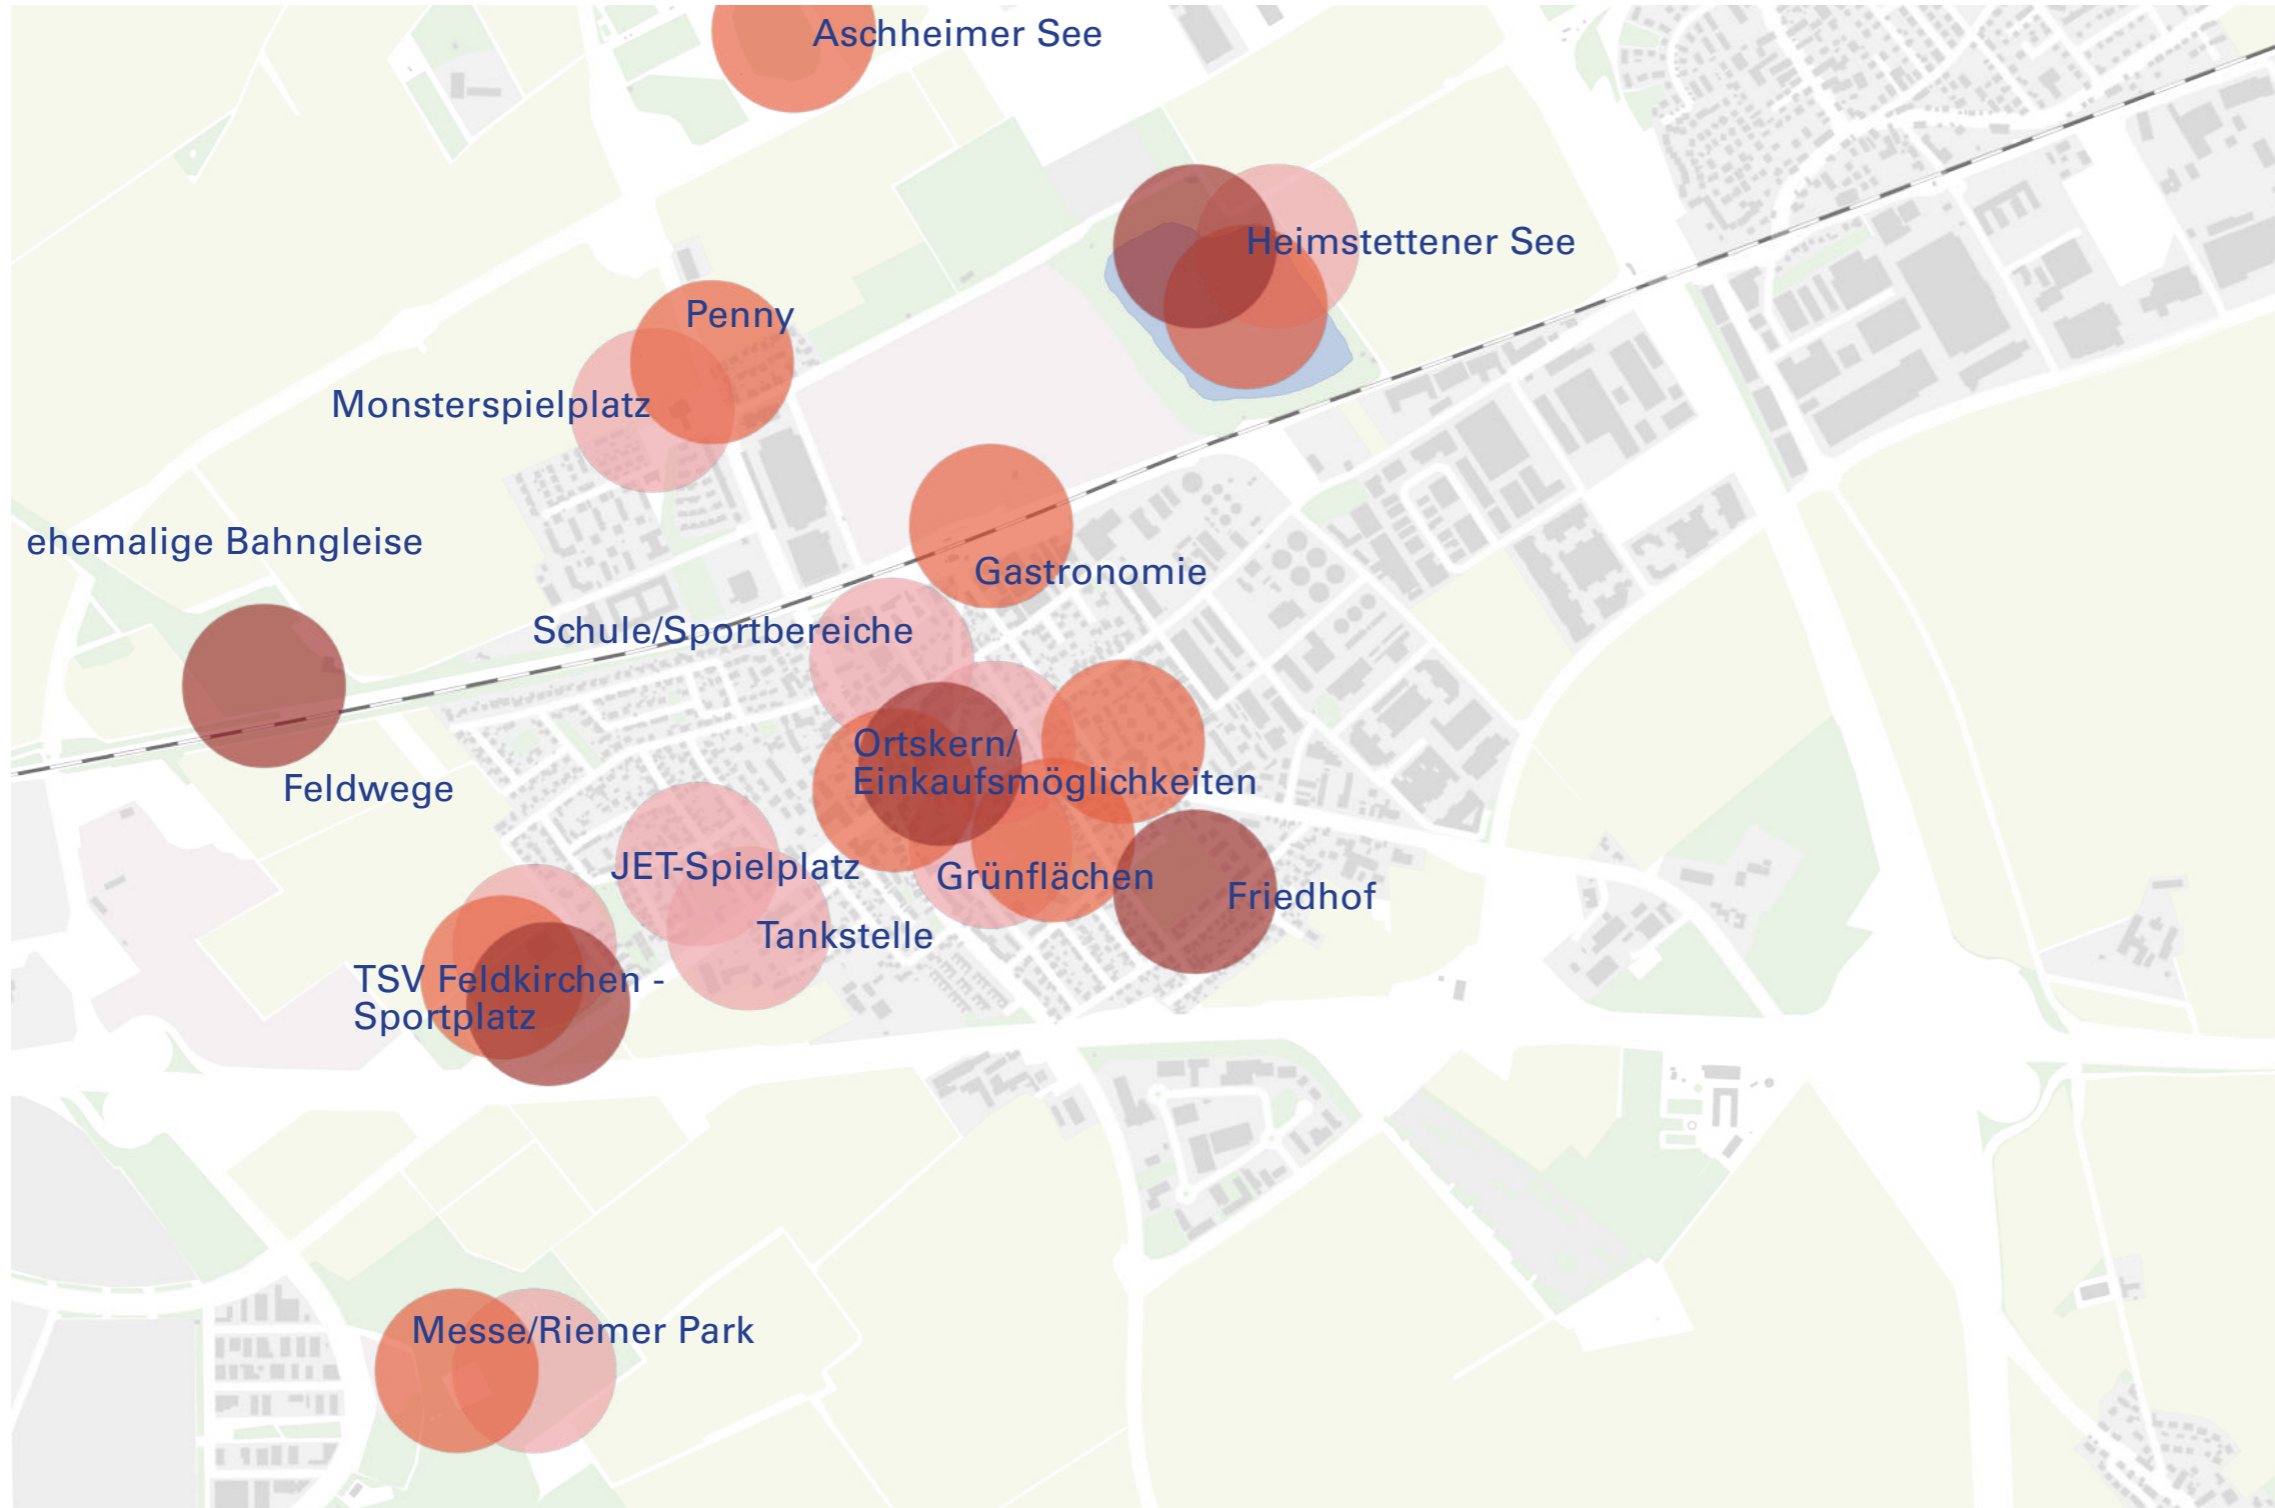 Aschheimer See
Heimstettener See
Penny
Monsterspielplatz
ehemalige Bahngleise
Gastronomie
Schule/Sportbereiche
Ortskern/
Einkaufsmöglichkeiten
Feldwege
JET-Spielplatz
Grünflächen
Friedhof
Tankstelle
TSV Feldkirchen -
Sportplatz
Messe/Riemer Park